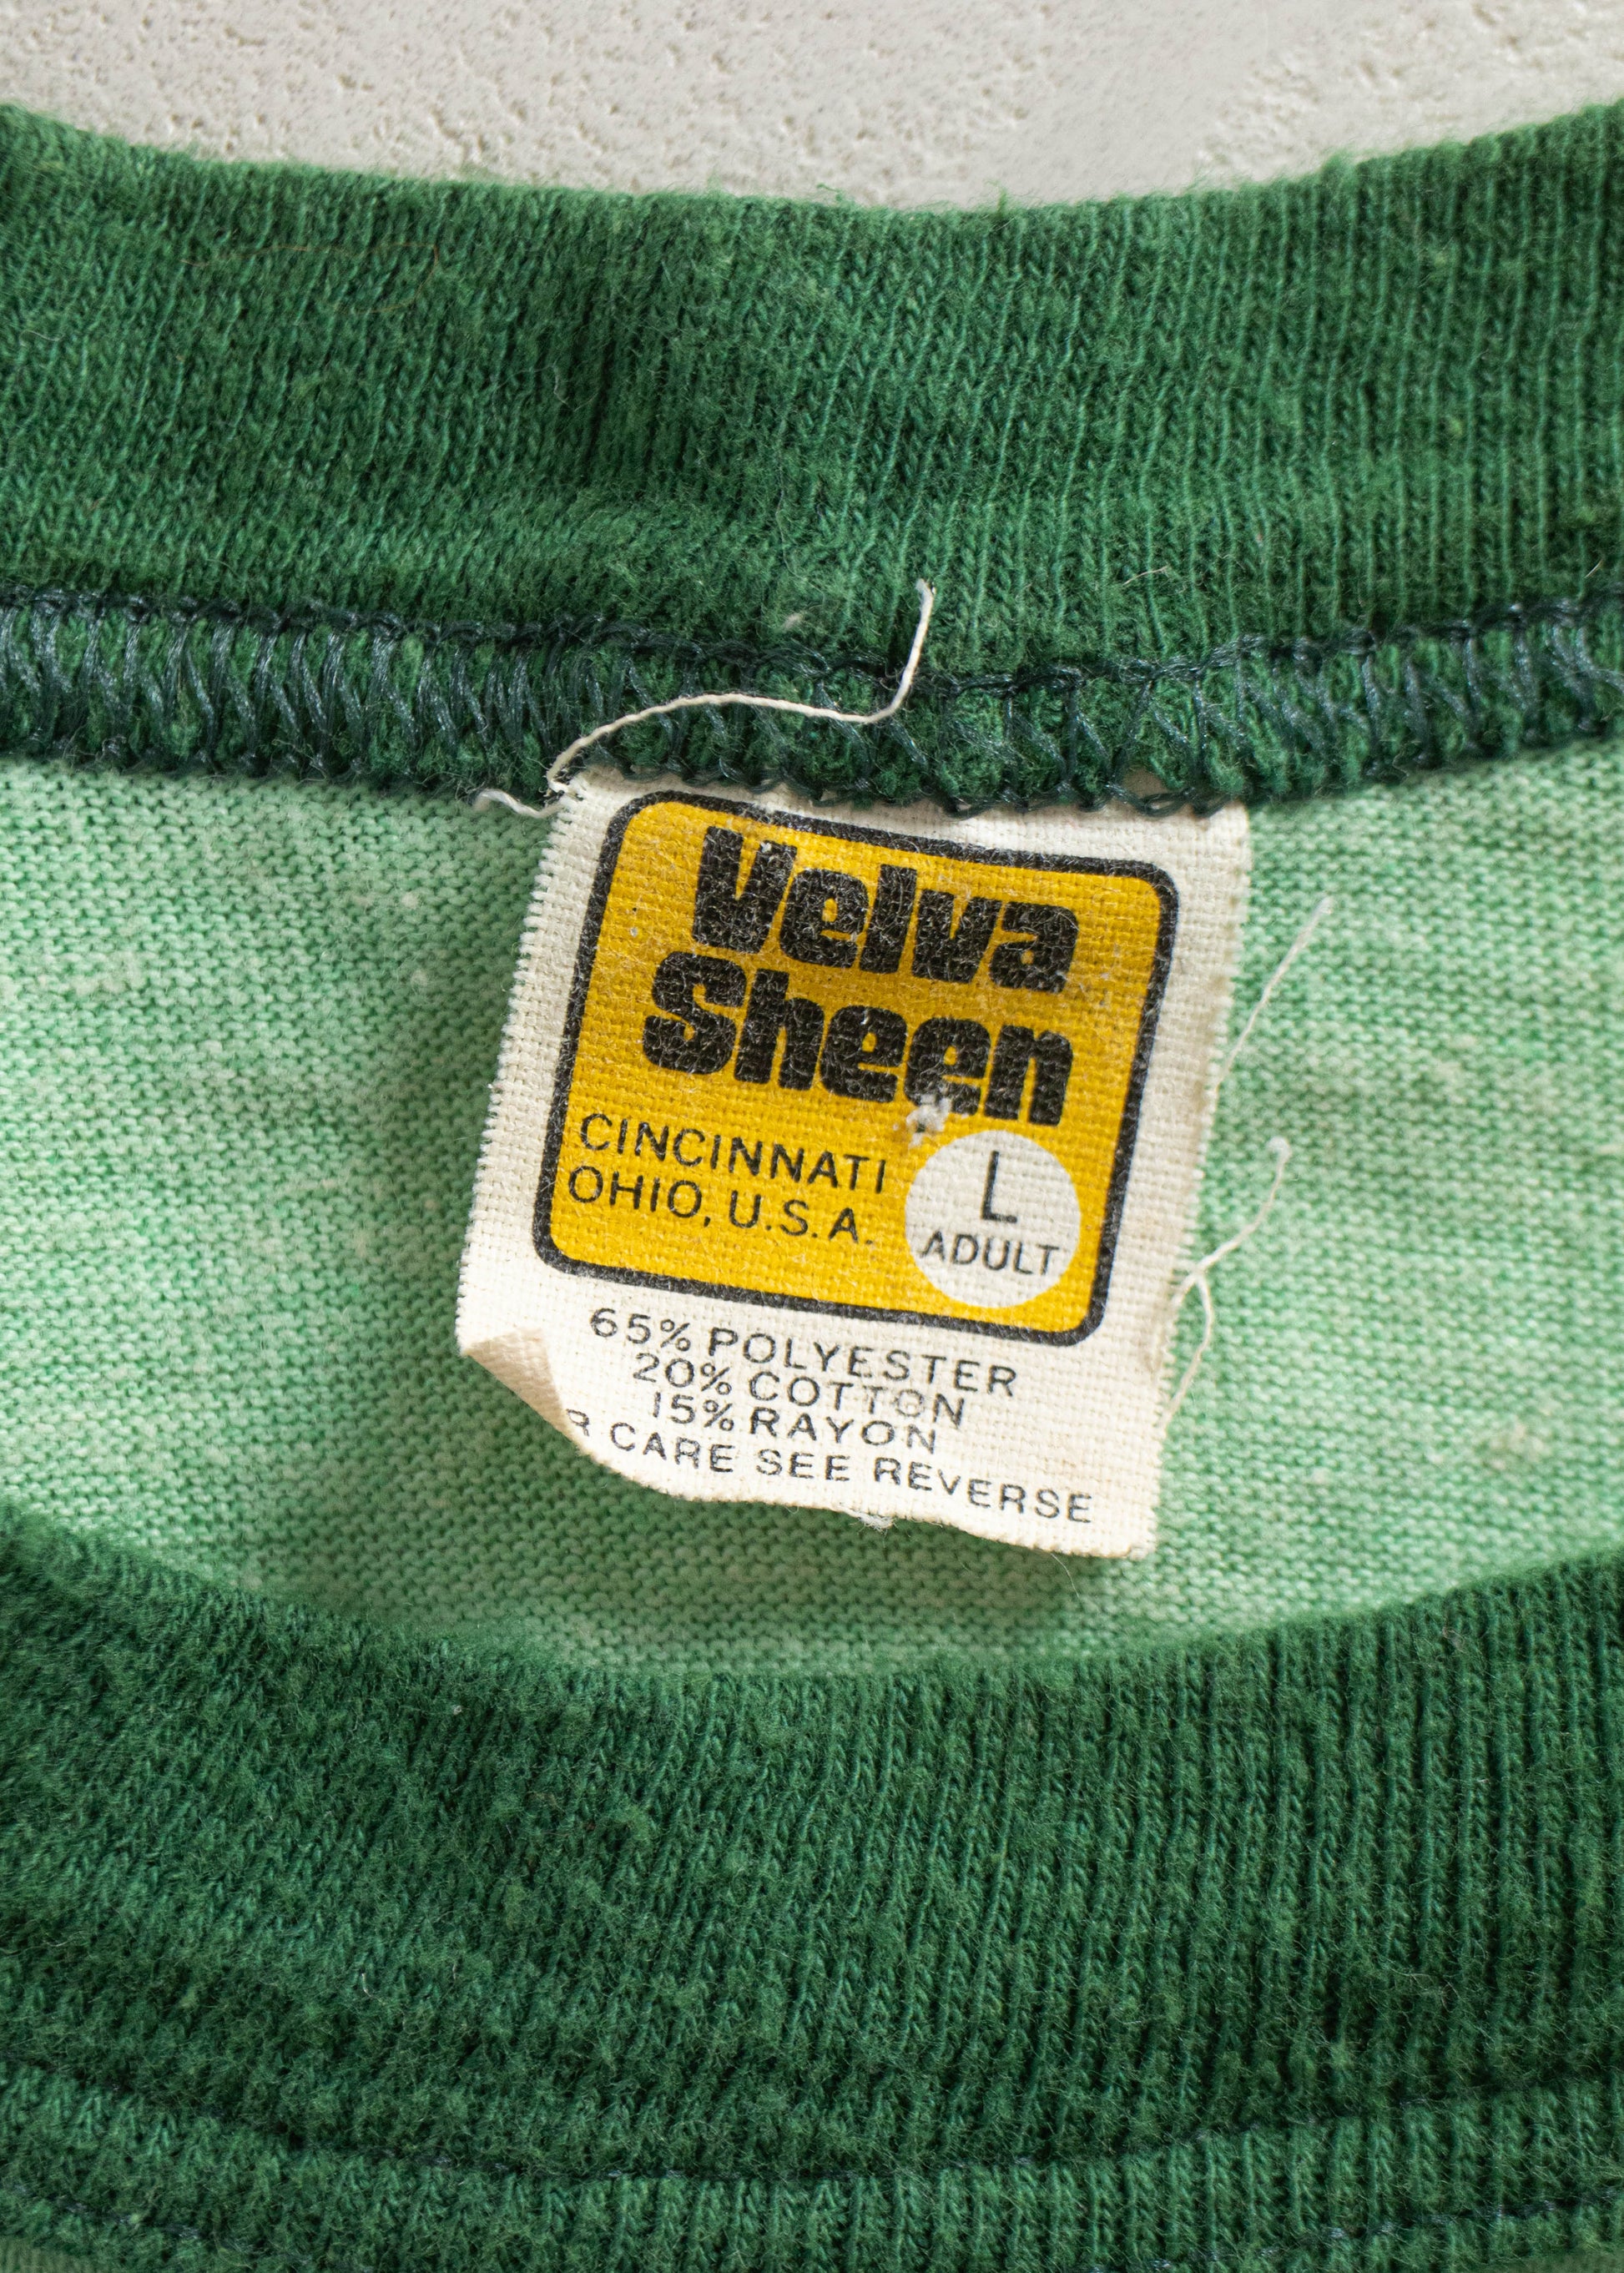 Velva
Sheen
CINCINNATI
OHIO, U.S.A.
L
ADULT
65% POLYESTER
20% COTTON
15% RAYON
R CARE SEE REVERSE